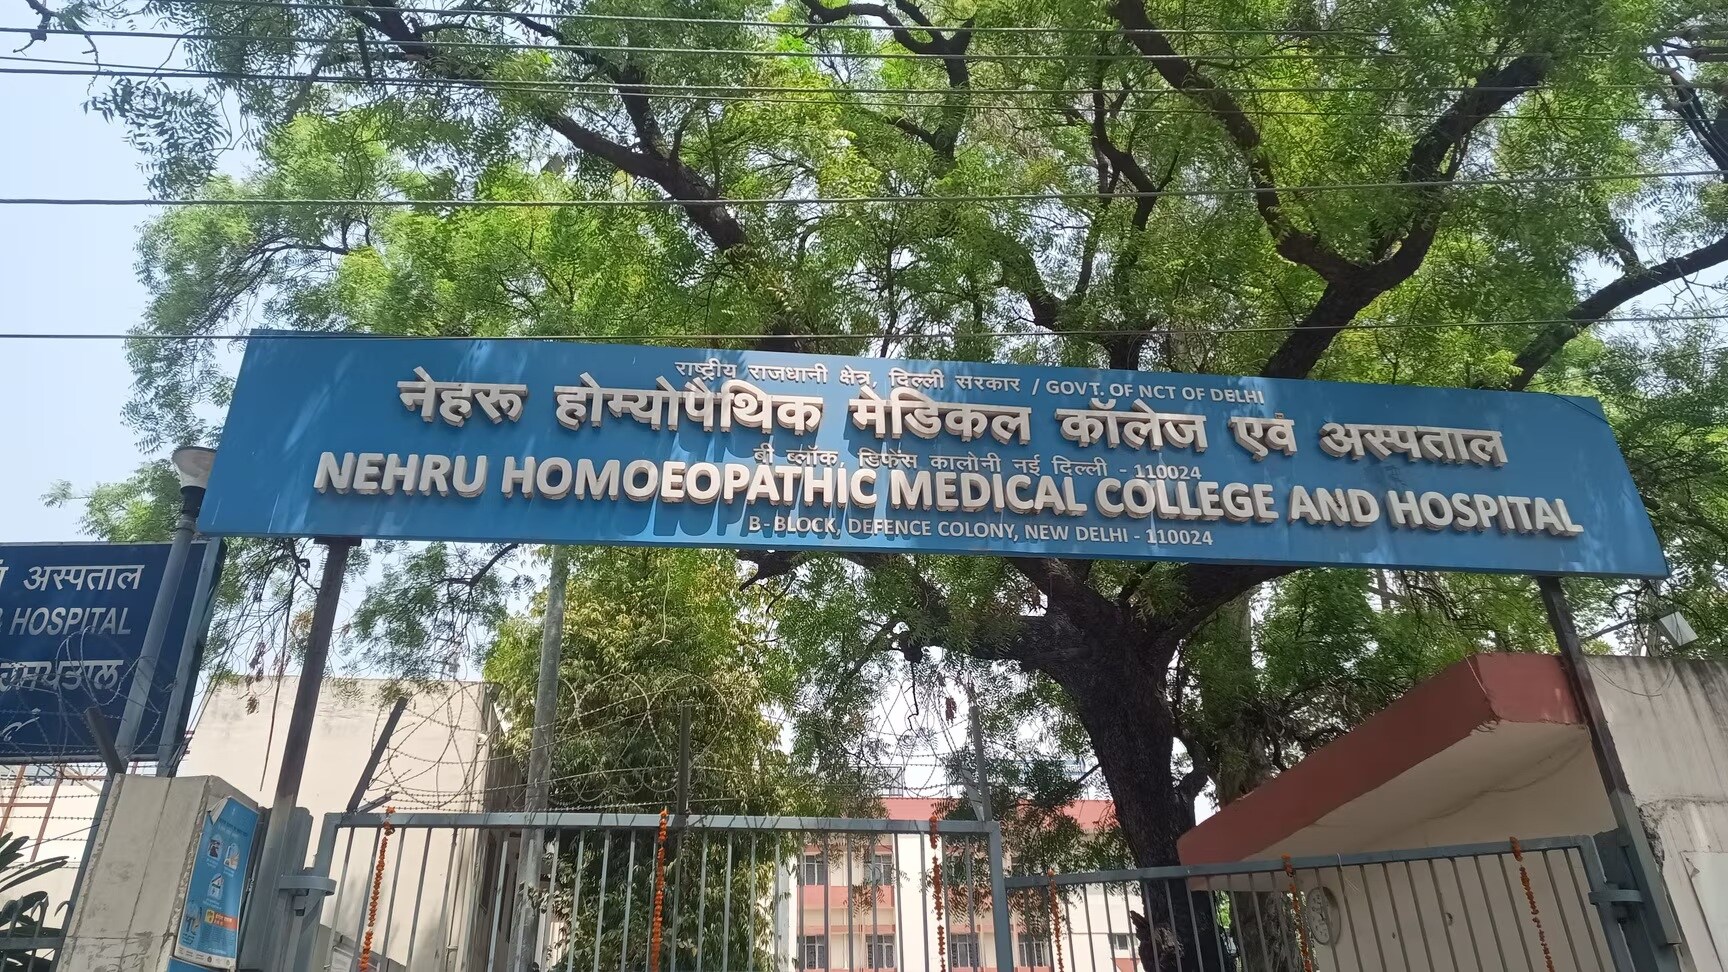 राष्ट्रीय राजधानी क्षेत्र, दिल्ली सरकार / GOVT. OF NCT OF DELHI
नेहरू होम्योपैथिक मेडिकल कॉलेज एवं अस्पताल
बी ब्लॉक, डिफेंस कालोनी नई दिल्ली - 110024
NEHRU HOMOEOPATHIC MEDICAL COLLEGE AND HOSPITAL
B-BLOCK, DEFENCE COLONY, NEW DELHI - 110024
अस्पताल
HOSPITAL